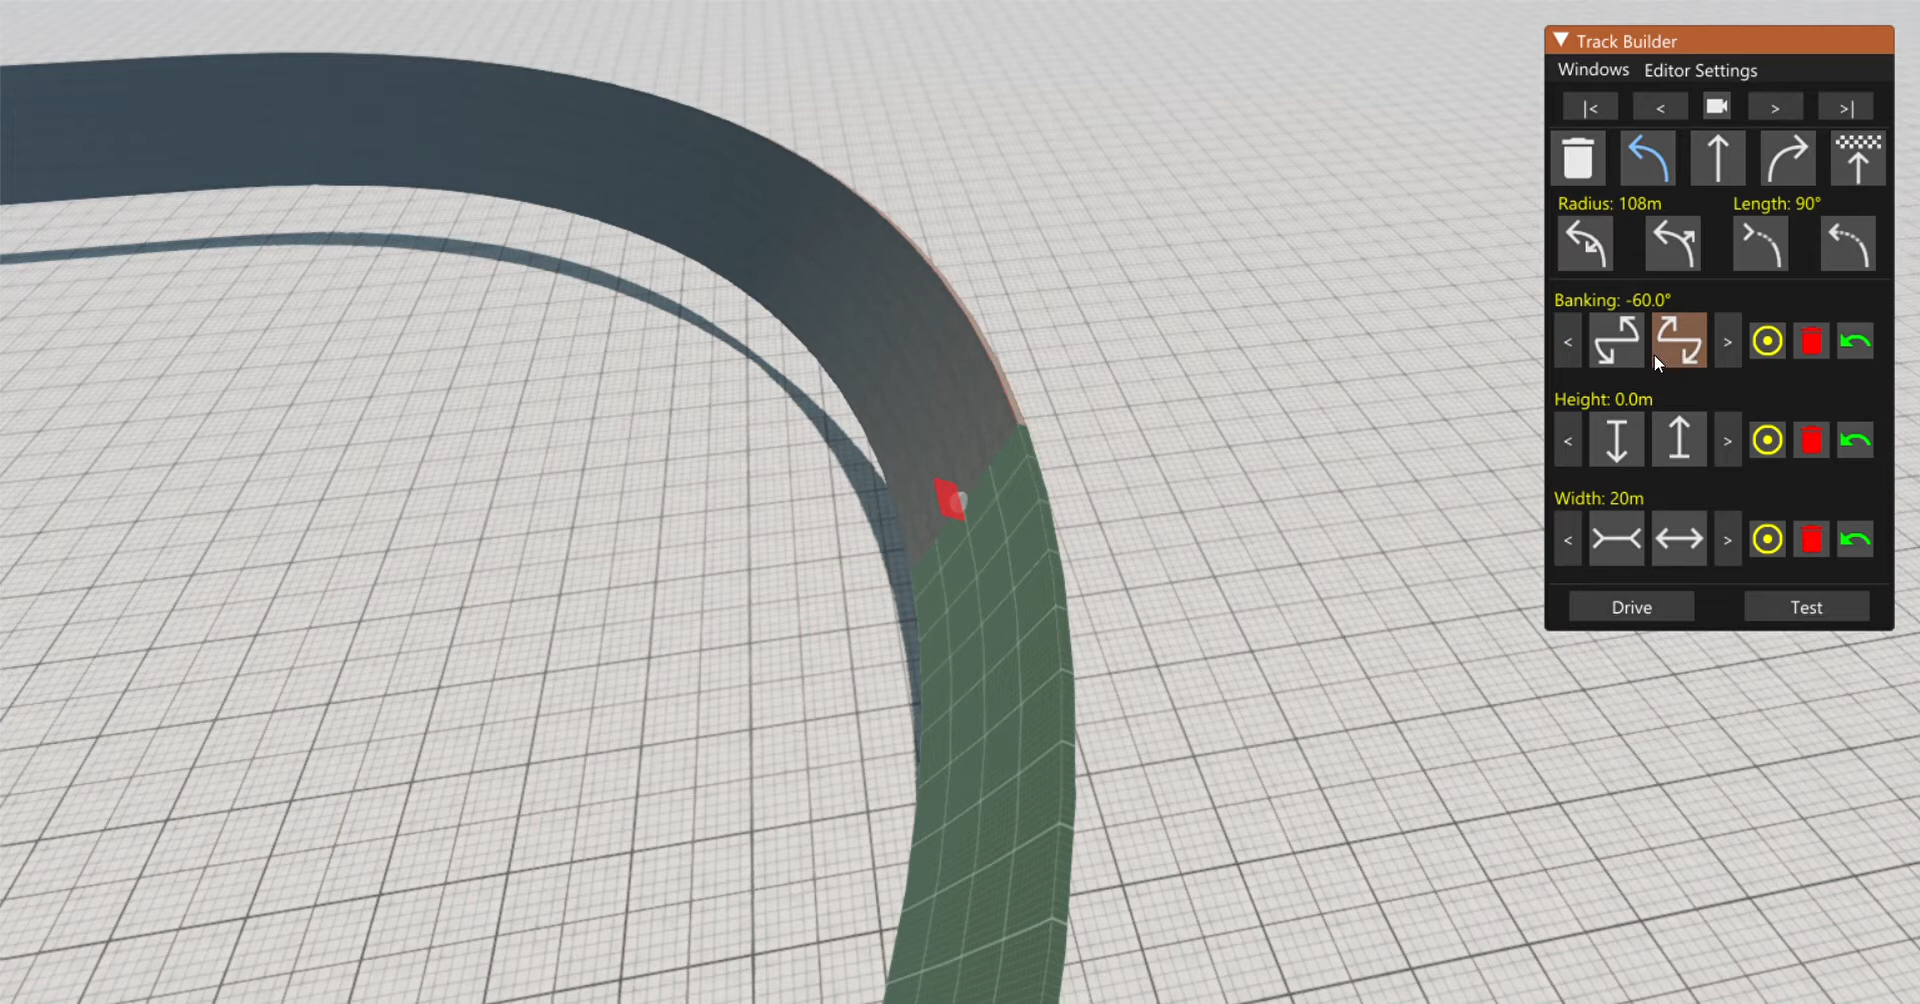 Track Builder
Windows Editor Settings
|< < > >|
Radius: 108m Length: 90°
Banking: -60.0°
< >
Height: 0.0m
< >
Width: 20m
< >
Drive Test